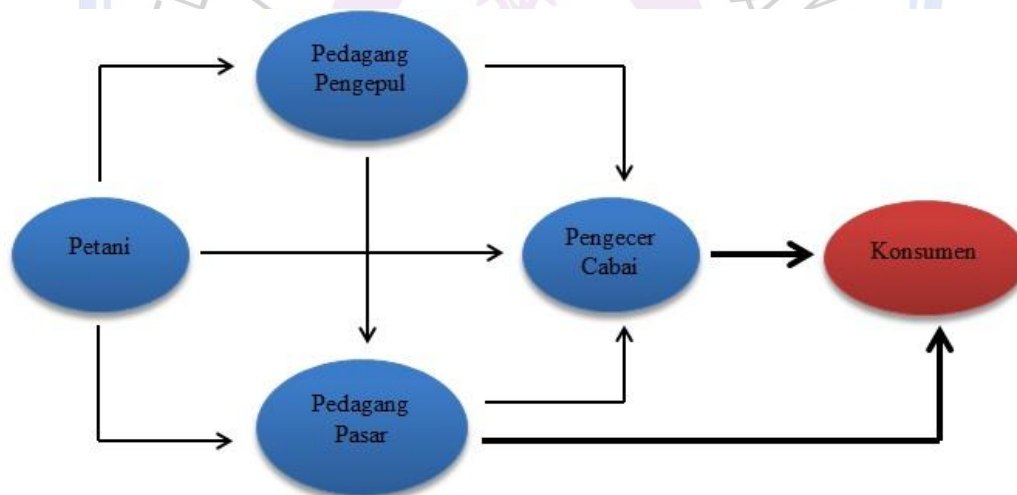 Pedagang
Pengepul
Petani
Pengecer
Cabai
Konsumen
Pedagang
Pasar